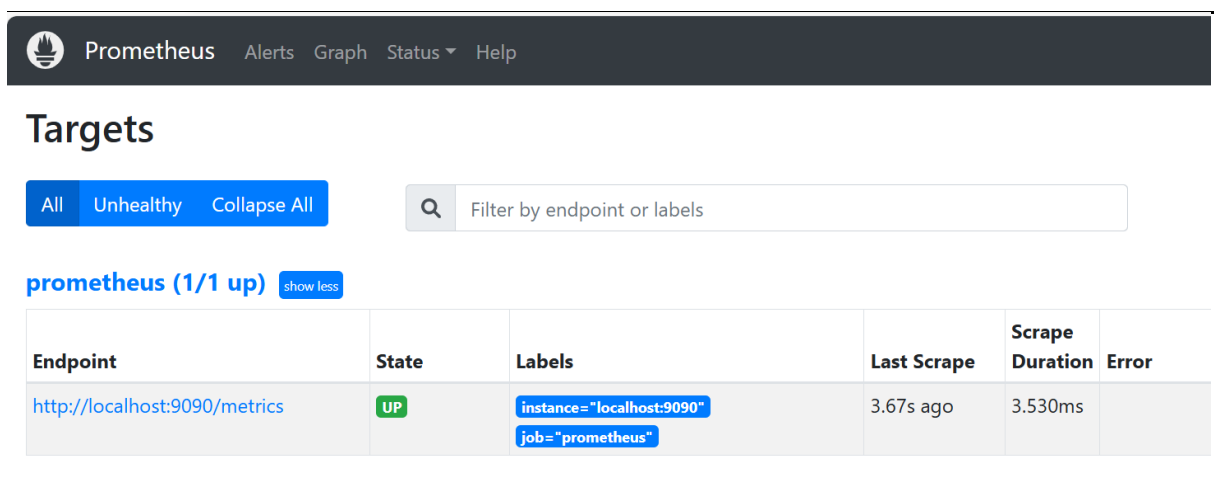 Prometheus Alerts Graph Status Help
Targets
All Unhealthy Collapse All Filter by endpoint or labels
prometheus (1/1 up) show less
Endpoint State Labels Last Scrape Scrape Duration Error
http://localhost:9090/metrics UP instance="localhost:9090" 3.67s ago 3.530ms
job="prometheus"